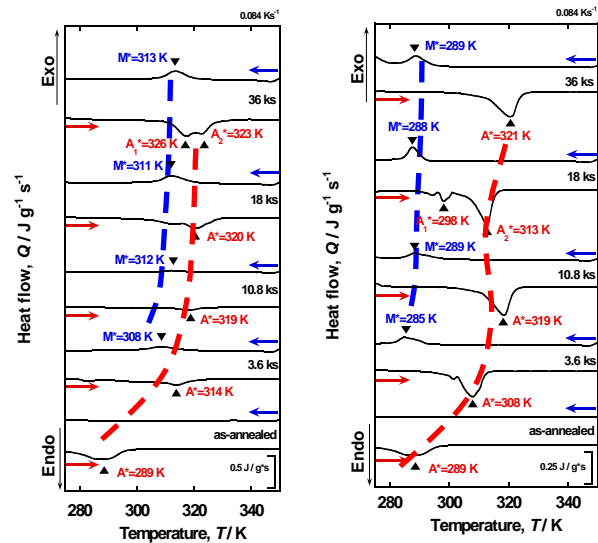 0.084 Ks⁻¹
Exo
M*=313 K
36 ks
A₁*=326 K
A₂*=323 K
M*=311 K
18 ks
A*=320 K
M*=312 K
10.8 ks
A*=319 K
M*=308 K
3.6 ks
A*=314 K
as-annealed
A*=289 K
0.5 J / g*s
Endo
Heat flow, Q / J g⁻¹ s⁻¹
280 300 320 340
Temperature, T / K
0.084 Ks⁻¹
Exo
M*=289 K
36 ks
A*=321 K
M*=288 K
18 ks
A₁*=298 K
A₂*=313 K
M*=289 K
10.8 ks
A*=319 K
M*=285 K
3.6 ks
A*=308 K
as-annealed
A*=289 K
0.25 J / g*s
Endo
Heat flow, Q / J g⁻¹ s⁻¹
280 300 320 340
Temperature, T / K